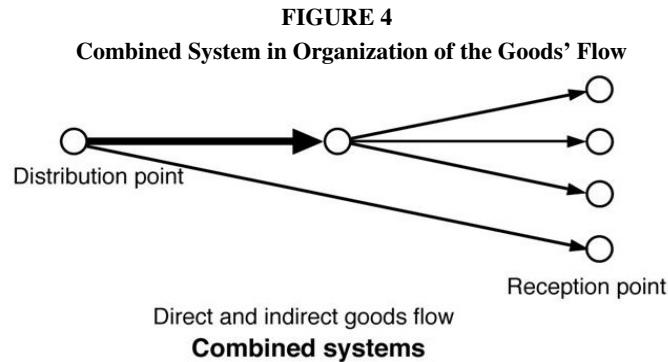 FIGURE 4
Combined System in Organization of the Goods' Flow
Distribution point
Reception point
Direct and indirect goods flow
Combined systems